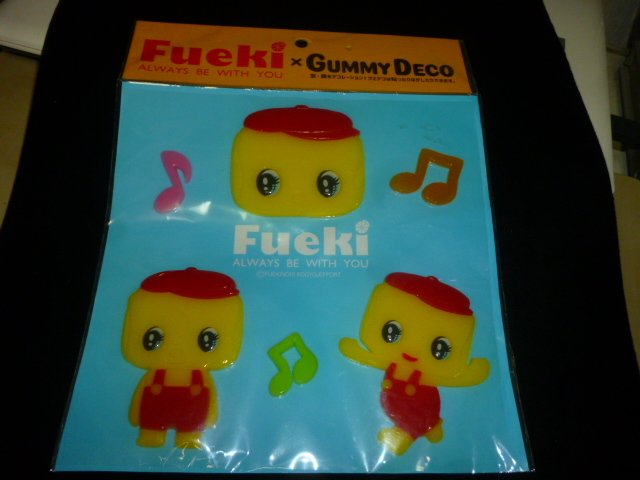 Fueki
ALWAYS BE WITH YOU
× GUMMY DECO
Fueki
ALWAYS BE WITH YOU